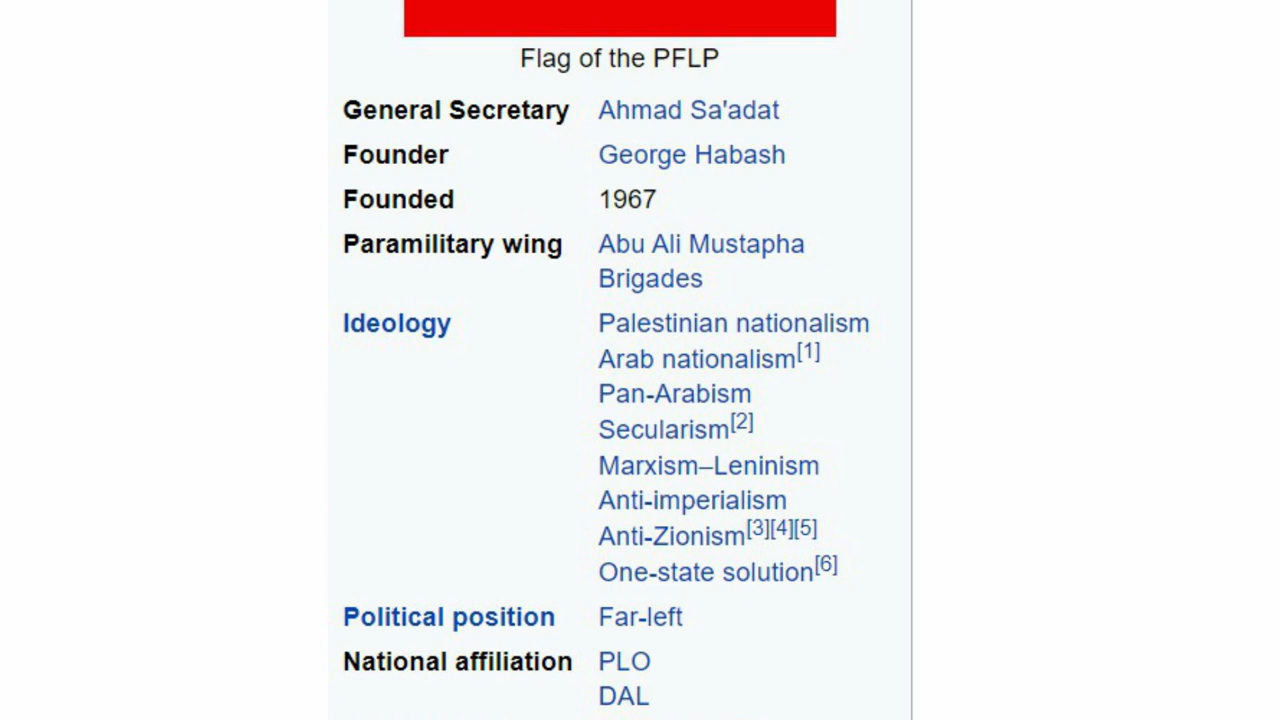 Flag of the PFLP
General Secretary Ahmad Sa'adat
Founder George Habash
Founded 1967
Paramilitary wing Abu Ali Mustapha
Brigades
Ideology Palestinian nationalism
Arab nationalism[1]
Pan-Arabism
Secularism[2]
Marxism–Leninism
Anti-imperialism
Anti-Zionism[3][4][5]
One-state solution[6]
Political position Far-left
National affiliation PLO
DAL